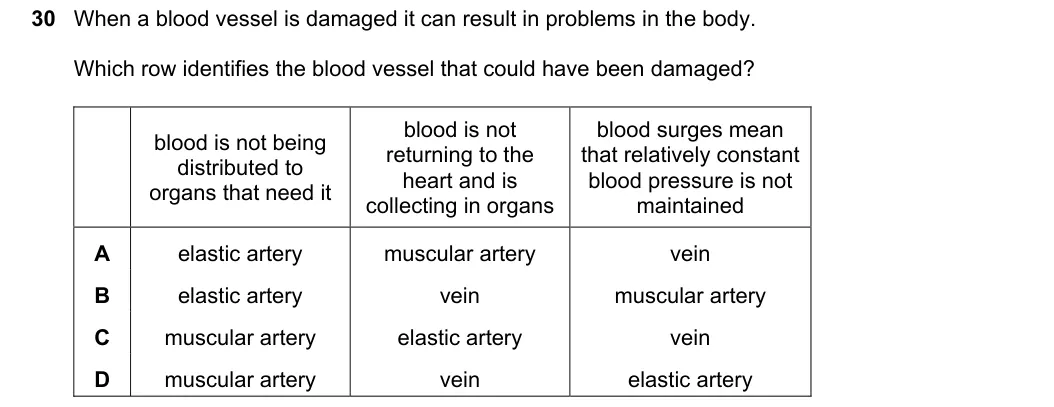 30 When a blood vessel is damaged it can result in problems in the body.
Which row identifies the blood vessel that could have been damaged?
blood is not being
distributed to
organs that need it
blood is not
returning to the
heart and is
collecting in organs
blood surges mean
that relatively constant
blood pressure is not
maintained
A elastic artery muscular artery vein
B elastic artery vein muscular artery
C muscular artery elastic artery vein
D muscular artery vein elastic artery